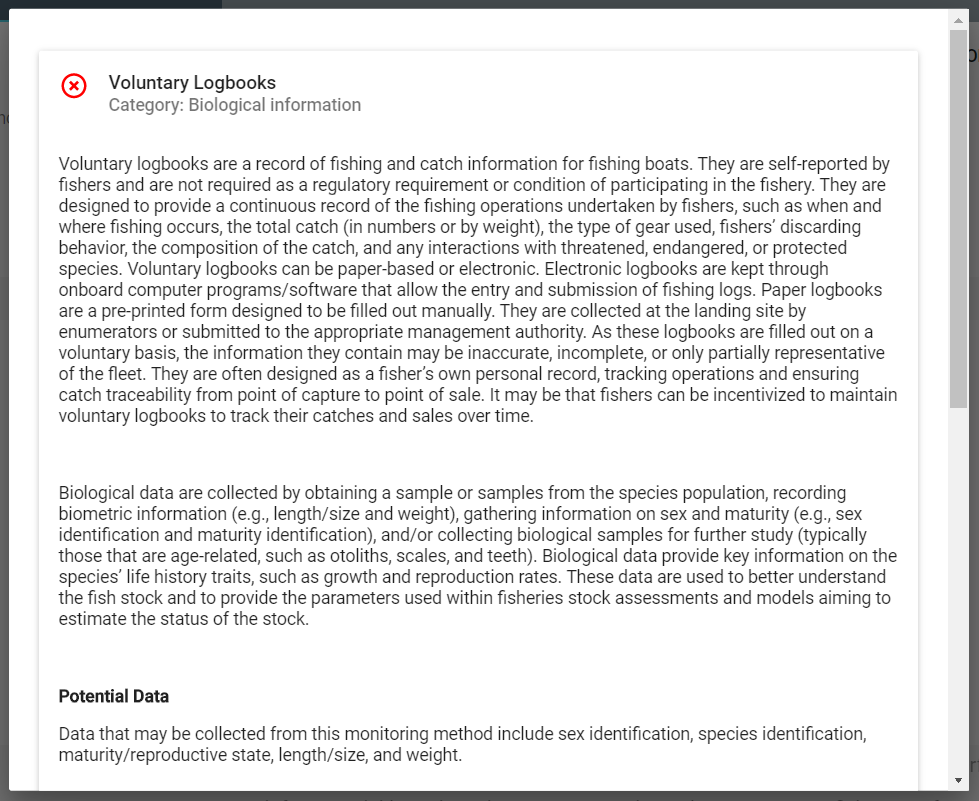 Voluntary Logbooks
Category: Biological information
Voluntary logbooks are a record of fishing and catch information for fishing boats. They are self-reported by
fishers and are not required as a regulatory requirement or condition of participating in the fishery. They are
designed to provide a continuous record of the fishing operations undertaken by fishers, such as when and
where fishing occurs, the total catch (in numbers or by weight), the type of gear used, fishers’ discarding
behavior, the composition of the catch, and any interactions with threatened, endangered, or protected
species. Voluntary logbooks can be paper-based or electronic. Electronic logbooks are kept through
onboard computer programs/software that allow the entry and submission of fishing logs. Paper logbooks
are a pre-printed form designed to be filled out manually. They are collected at the landing site by
enumerators or submitted to the appropriate management authority. As these logbooks are filled out on a
voluntary basis, the information they contain may be inaccurate, incomplete, or only partially representative
of the fleet. They are often designed as a fisher’s own personal record, tracking operations and ensuring
catch traceability from point of capture to point of sale. It may be that fishers can be incentivized to maintain
voluntary logbooks to track their catches and sales over time.
Biological data are collected by obtaining a sample or samples from the species population, recording
biometric information (e.g., length/size and weight), gathering information on sex and maturity (e.g., sex
identification and maturity identification), and/or collecting biological samples for further study (typically
those that are age-related, such as otoliths, scales, and teeth). Biological data provide key information on the
species’ life history traits, such as growth and reproduction rates. These data are used to better understand
the fish stock and to provide the parameters used within fisheries stock assessments and models aiming to
estimate the status of the stock.
Potential Data
Data that may be collected from this monitoring method include sex identification, species identification,
maturity/reproductive state, length/size, and weight.